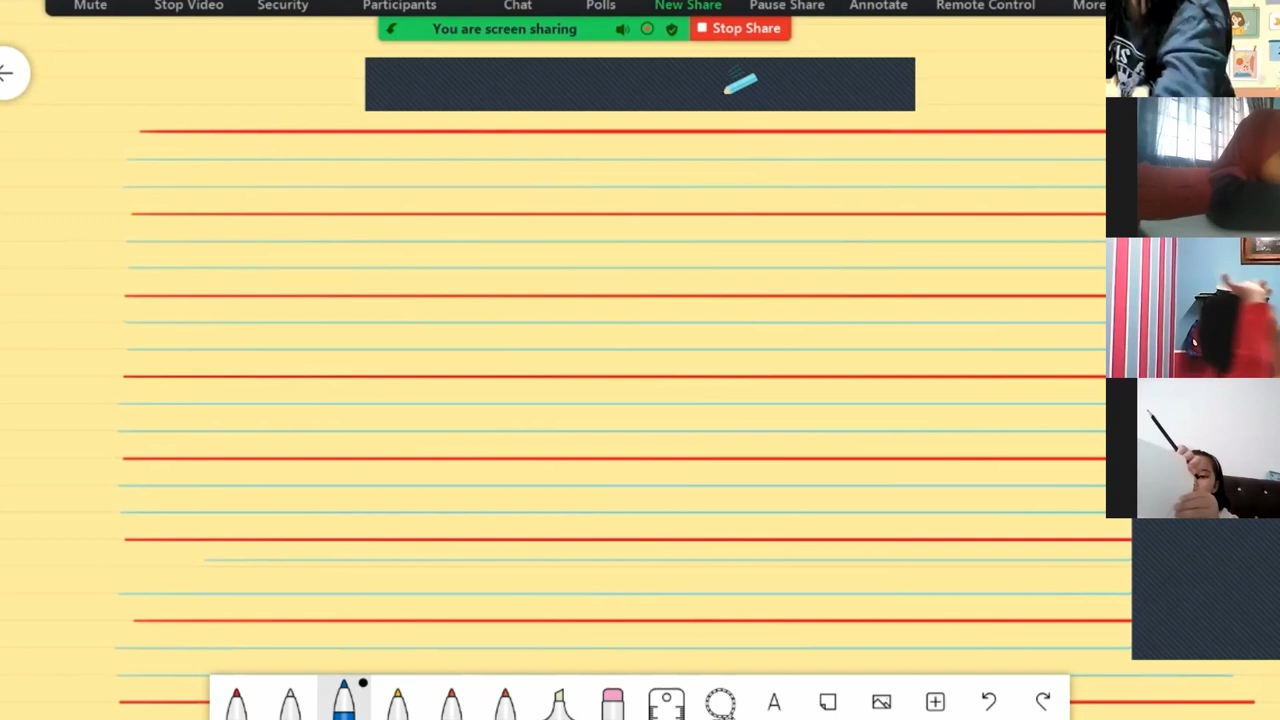 Mute Stop Video Security Participants Chat Polls New Share Pause Share Annotate Remote Control More
You are screen sharing Stop Share
A